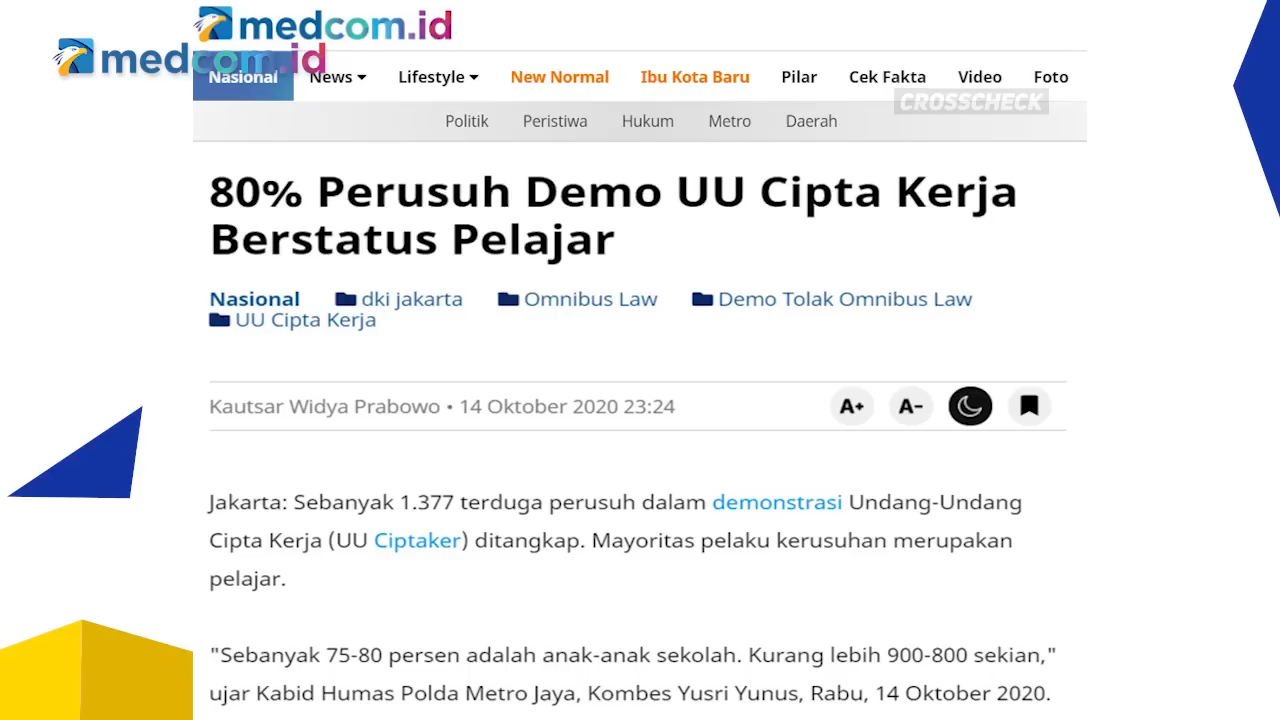 medcom.id
medcom.id
Nasional News Lifestyle New Normal Ibu Kota Baru Pilar Cek Fakta Video Foto
CROSSCHECK
Politik Peristiwa Hukum Metro Daerah
80% Perusuh Demo UU Cipta Kerja
Berstatus Pelajar
Nasional dki jakarta Omnibus Law Demo Tolak Omnibus Law
UU Cipta Kerja
Kautsar Widya Prabowo • 14 Oktober 2020 23:24 A+ A-
Jakarta: Sebanyak 1.377 terduga perusuh dalam demonstrasi Undang-Undang
Cipta Kerja (UU Ciptaker) ditangkap. Mayoritas pelaku kerusuhan merupakan
pelajar.
"Sebanyak 75-80 persen adalah anak-anak sekolah. Kurang lebih 900-800 sekian,"
ujar Kabid Humas Polda Metro Jaya, Kombes Yusri Yunus, Rabu, 14 Oktober 2020.